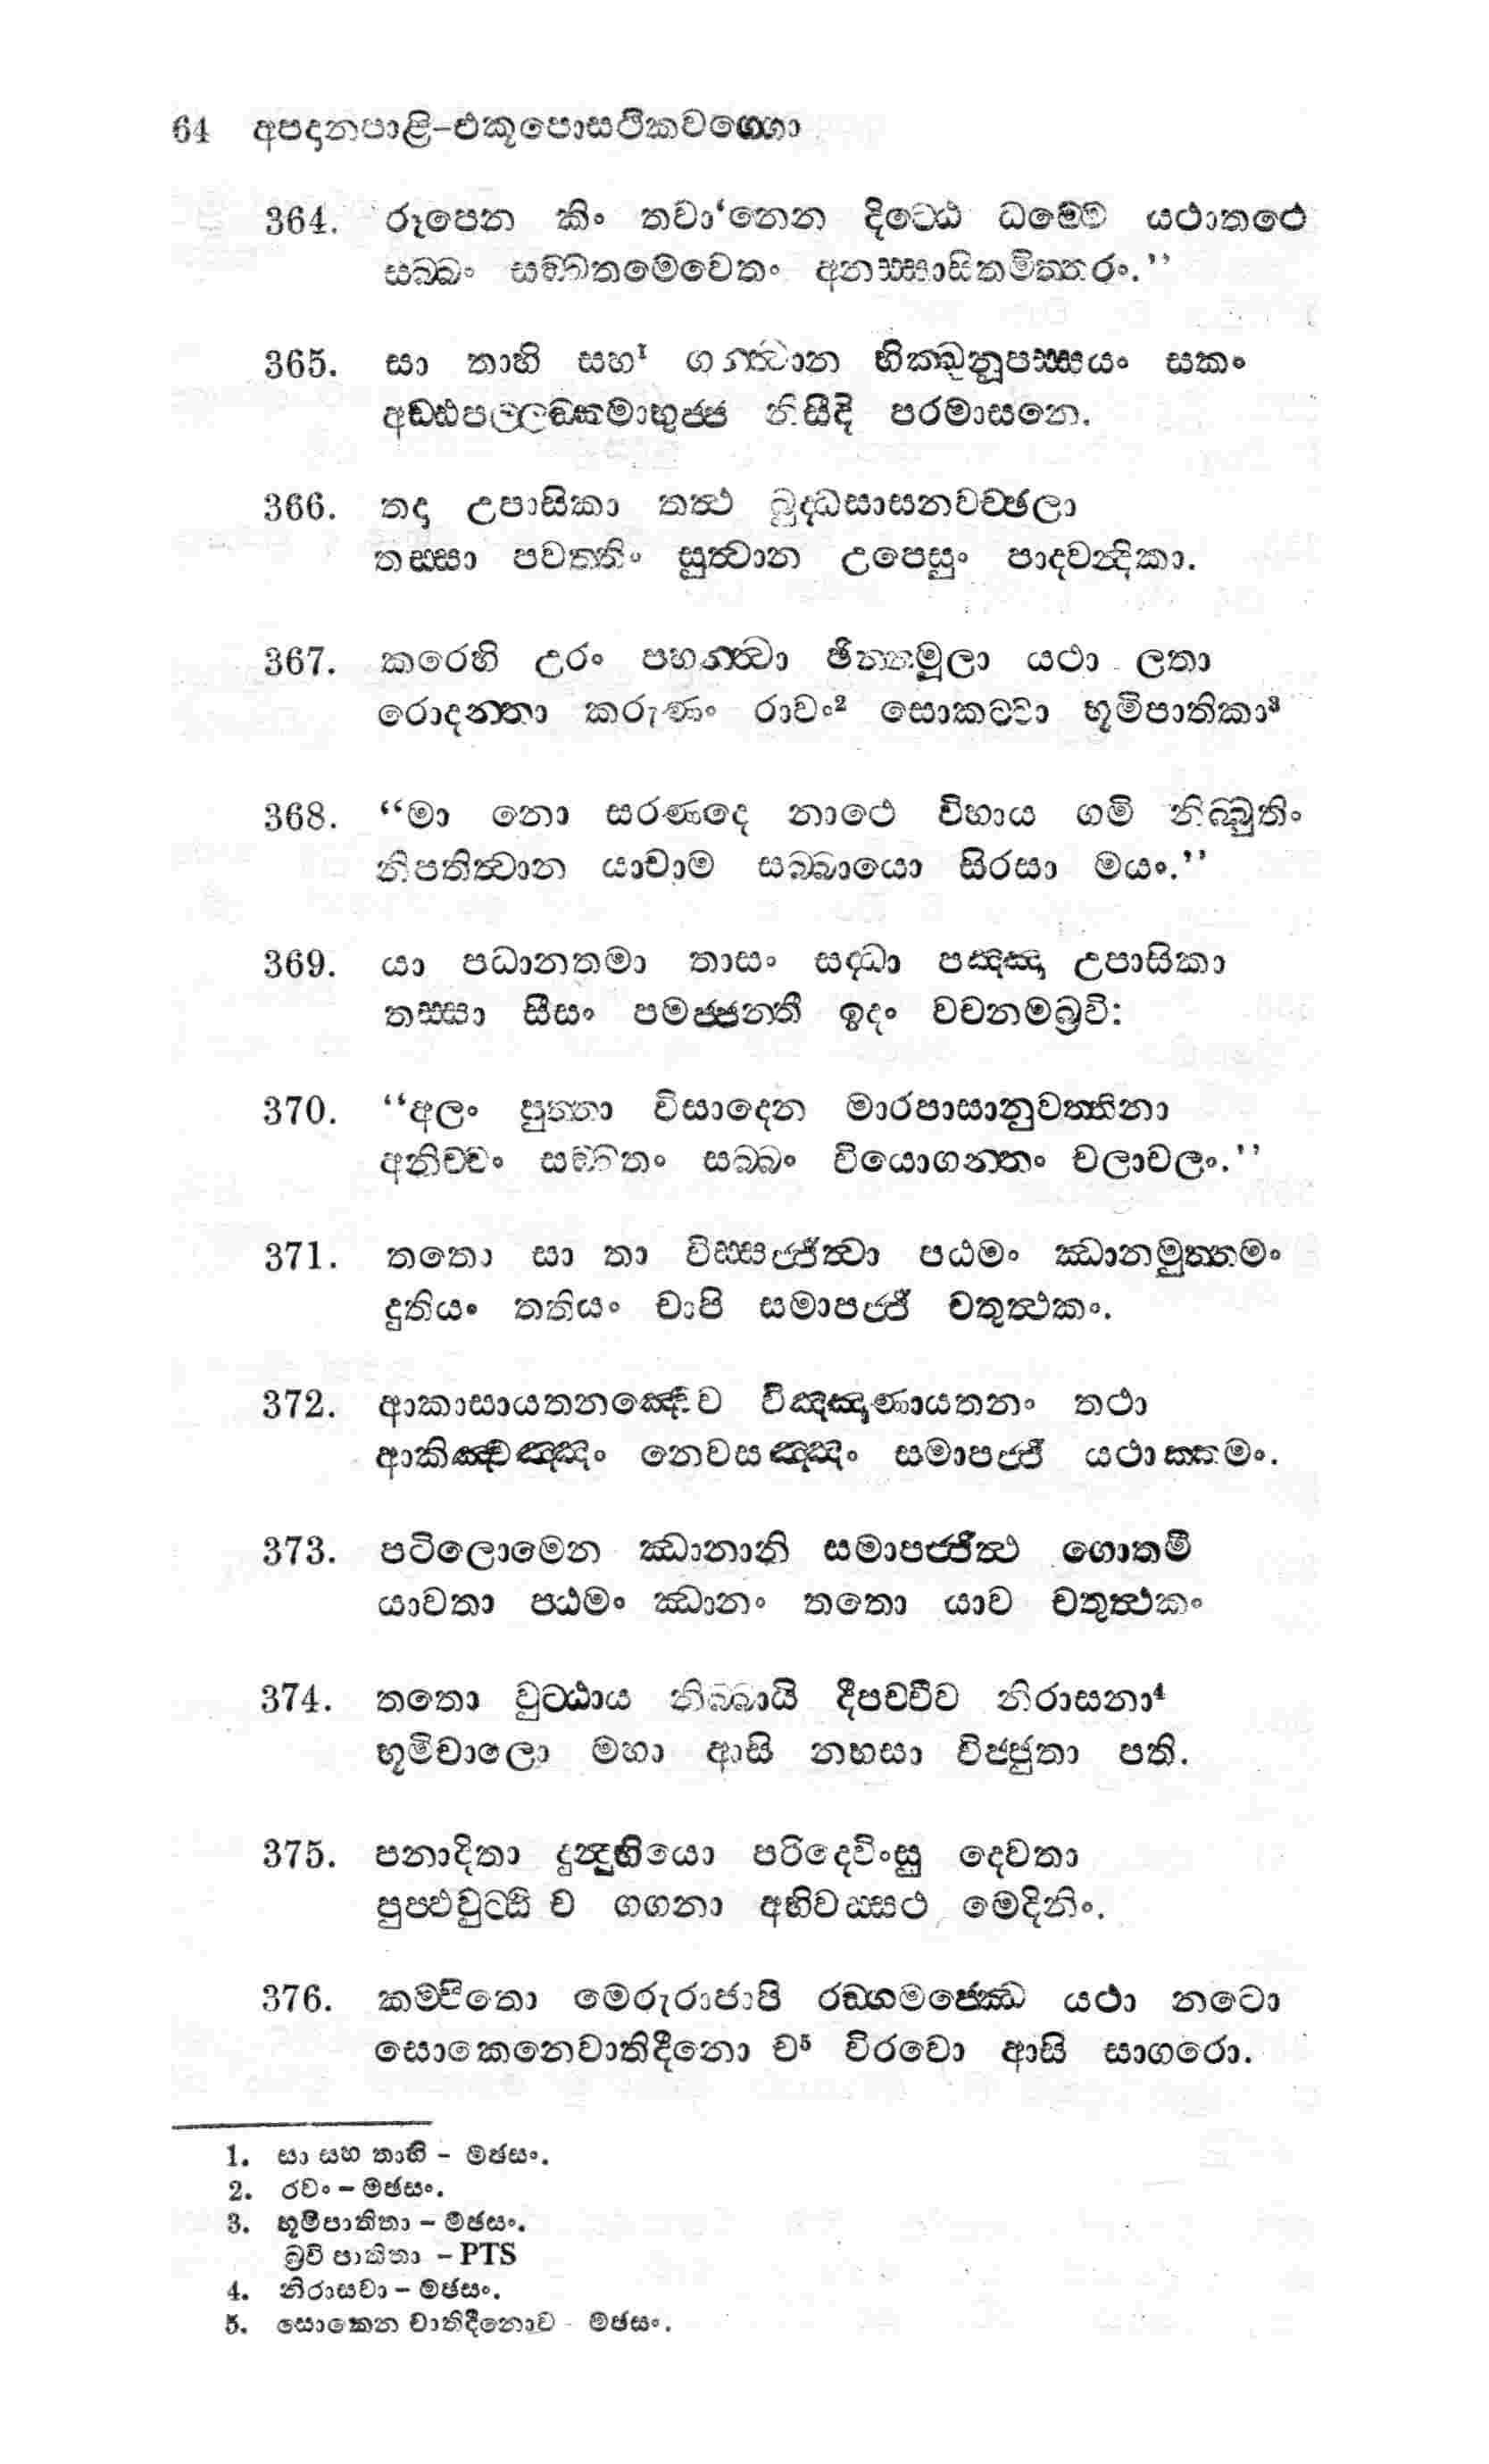 64 අපදානපාළි-එකූපොසථිකවග්ගො
364. රූපෙන කිං තවා‘නෙන දිට්ඨෙ ධම්මෙ යථාතථෙ
සබ්බං සඞ්ඛතමෙවෙතං අනස්සාසිකමිත්තරං.”
365. සා තාහි සහ¹ ගන්ත්වාන භික්ඛුනූපස්සයං සකං
අඩ්ඪපල්ලඞ්කමාභුජ්ජ නිසීදි පරමාසනෙ.
366. තදා උපාසිකා තත්ථ බුද්ධසාසනවච්ඡලා
තස්සා පවත්තිං සුත්වාන උපෙසුං පාදවන්දිකා.
367. කරෙහි උරං පහන්ත්වා ඡින්නමූලා යථා ලතා
රොදන්තා කරුණං රාවං² සොකට්ටා භූමිපාතිකා³
368. “මා නො සරණදෙ නාථෙ විහාය ගමි නිබ්බුතිං
නිපතිත්වාන යාචාම සබ්බායො සිරසා මයං.”
369. යා පධානතමා තාසං සද්ධා පඤ්ඤා උපාසිකා
තස්සා සීසං පමජ්ජන්තී ඉදං වචනමබ්‍රවි:
370. “අලං පුත්තා විසාදෙන මාරපාසානුවත්තිනා
අනිච්චං සඞ්ඛතං සබ්බං වියොගන්තං චලාචලං.”
371. තතො සා තා විස්සජ්ජිත්වා පඨමං ඣානමුත්තමං
දුතියං තතියං චාපි සමාපජ්ජි චතුත්ථකං.
372. ආකාසායතනඤ්චෙව විඤ්ඤාණායතනං තථා
ආකිඤ්චඤ්ඤං නෙවසඤ්ඤං සමාපජ්ජි යථාක්කමං.
373. පටිලොමෙන ඣානානි සමාපජ්ජිත්ථ ගොතමී
යාවතා පඨමං ඣානං තතො යාව චතුත්ථකං
374. තතො වුට්ඨාය නිබ්බායි දීපච්චීව නිරාසනා⁴
භූමිචාලො මහා ආසි නභසා විජ්ජුතා පති.
375. පනාදිතා දුන්දුභියො පරිදෙවිංසු දෙවතා
පුප්ඵවුට්ඨි ච ගගනා අභිවස්සථ මෙදිනිං.
376. කම්පිතො මෙරුරාජාපි රඞ්ගමජ්ඣෙ යථා නටො
සොකෙනෙවාතිදීනො ච⁵ විරවො ආසි සාගරො.
1. සා සහ තාහි - මඡසං.
2. රවං - මඡසං.
3. භූමිපාතිතා - මඡසං.
බ්‍රවි පාතිතා - PTS
4. නිරාසවා - මඡසං.
5. සොකෙන චාතිදීනොව - මඡසං.